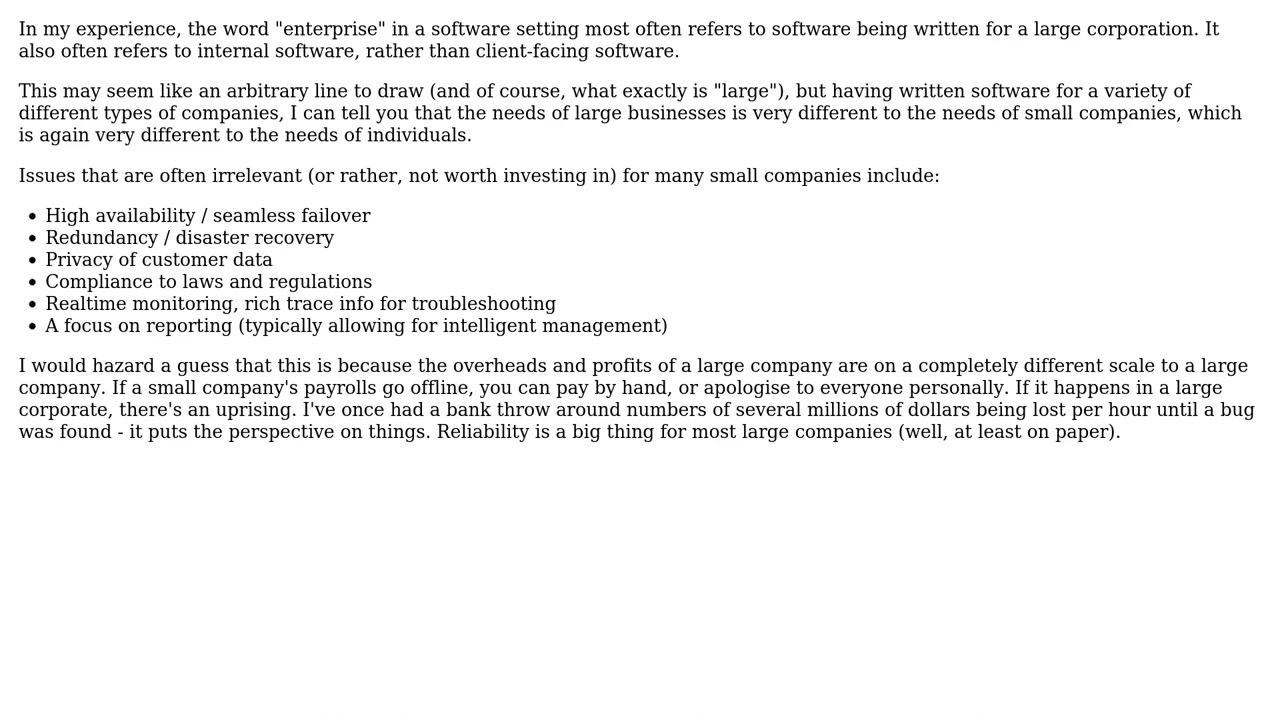 In my experience, the word "enterprise" in a software setting most often refers to software being written for a large corporation. It
also often refers to internal software, rather than client-facing software.
This may seem like an arbitrary line to draw (and of course, what exactly is "large"), but having written software for a variety of
different types of companies, I can tell you that the needs of large businesses is very different to the needs of small companies, which
is again very different to the needs of individuals.
Issues that are often irrelevant (or rather, not worth investing in) for many small companies include:
• High availability / seamless failover
• Redundancy / disaster recovery
• Privacy of customer data
• Compliance to laws and regulations
• Realtime monitoring, rich trace info for troubleshooting
• A focus on reporting (typically allowing for intelligent management)
I would hazard a guess that this is because the overheads and profits of a large company are on a completely different scale to a large
company. If a small company's payrolls go offline, you can pay by hand, or apologise to everyone personally. If it happens in a large
corporate, there's an uprising. I've once had a bank throw around numbers of several millions of dollars being lost per hour until a bug
was found - it puts the perspective on things. Reliability is a big thing for most large companies (well, at least on paper).